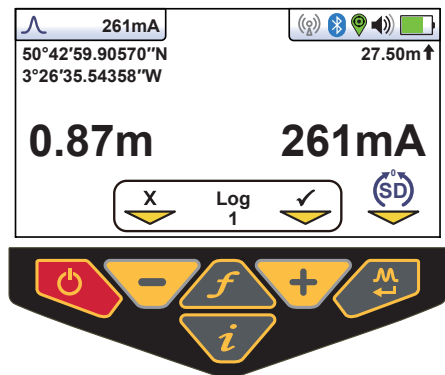 261mA
50°42′59.90570″N
27.50m
3°26′35.54358″W
0.87m
261mA
X Log ✓
1
0
SD
− f +
i